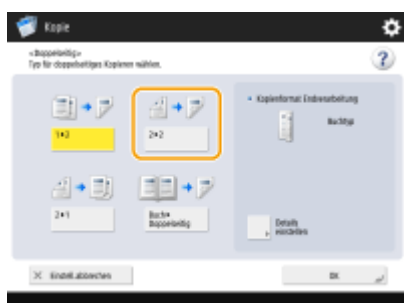 Kopie
<Doppelseitig>
Typ für doppelseitiges Kopieren wählen.
?
1▸2
2▸2
2▸1
Buch▸
Doppelseitig
Kopienformat Endverarbeitung
Buchtyp
Details
einstellen
Einstell. abbrechen
OK